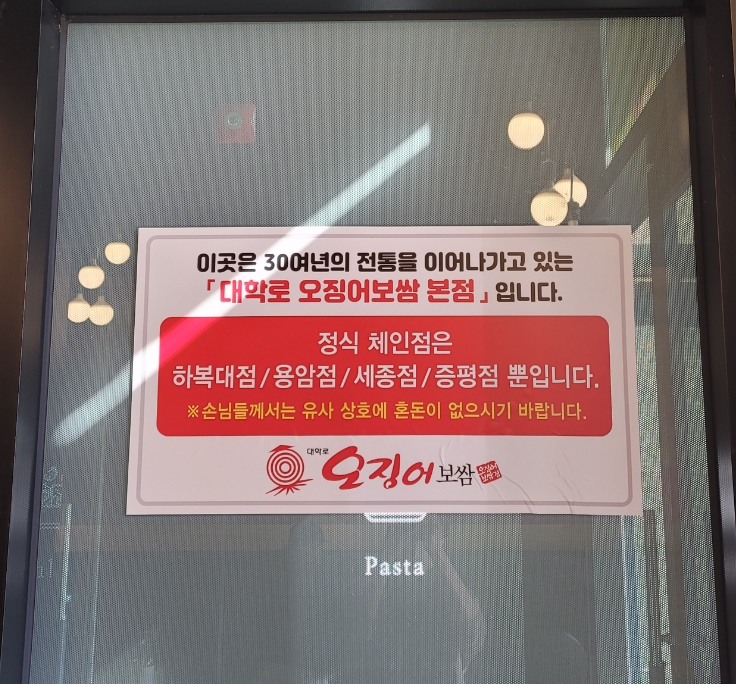 이곳은 30여년의 전통을 이어나가고 있는
「대학로 오징어보쌈 본점」입니다.
정식 체인점은
하복대점/용암점/세종점/증평점 뿐입니다.
※손님들께서는 유사 상호에 혼돈이 없으시기 바랍니다.
대학로 오징어보쌈
Pasta